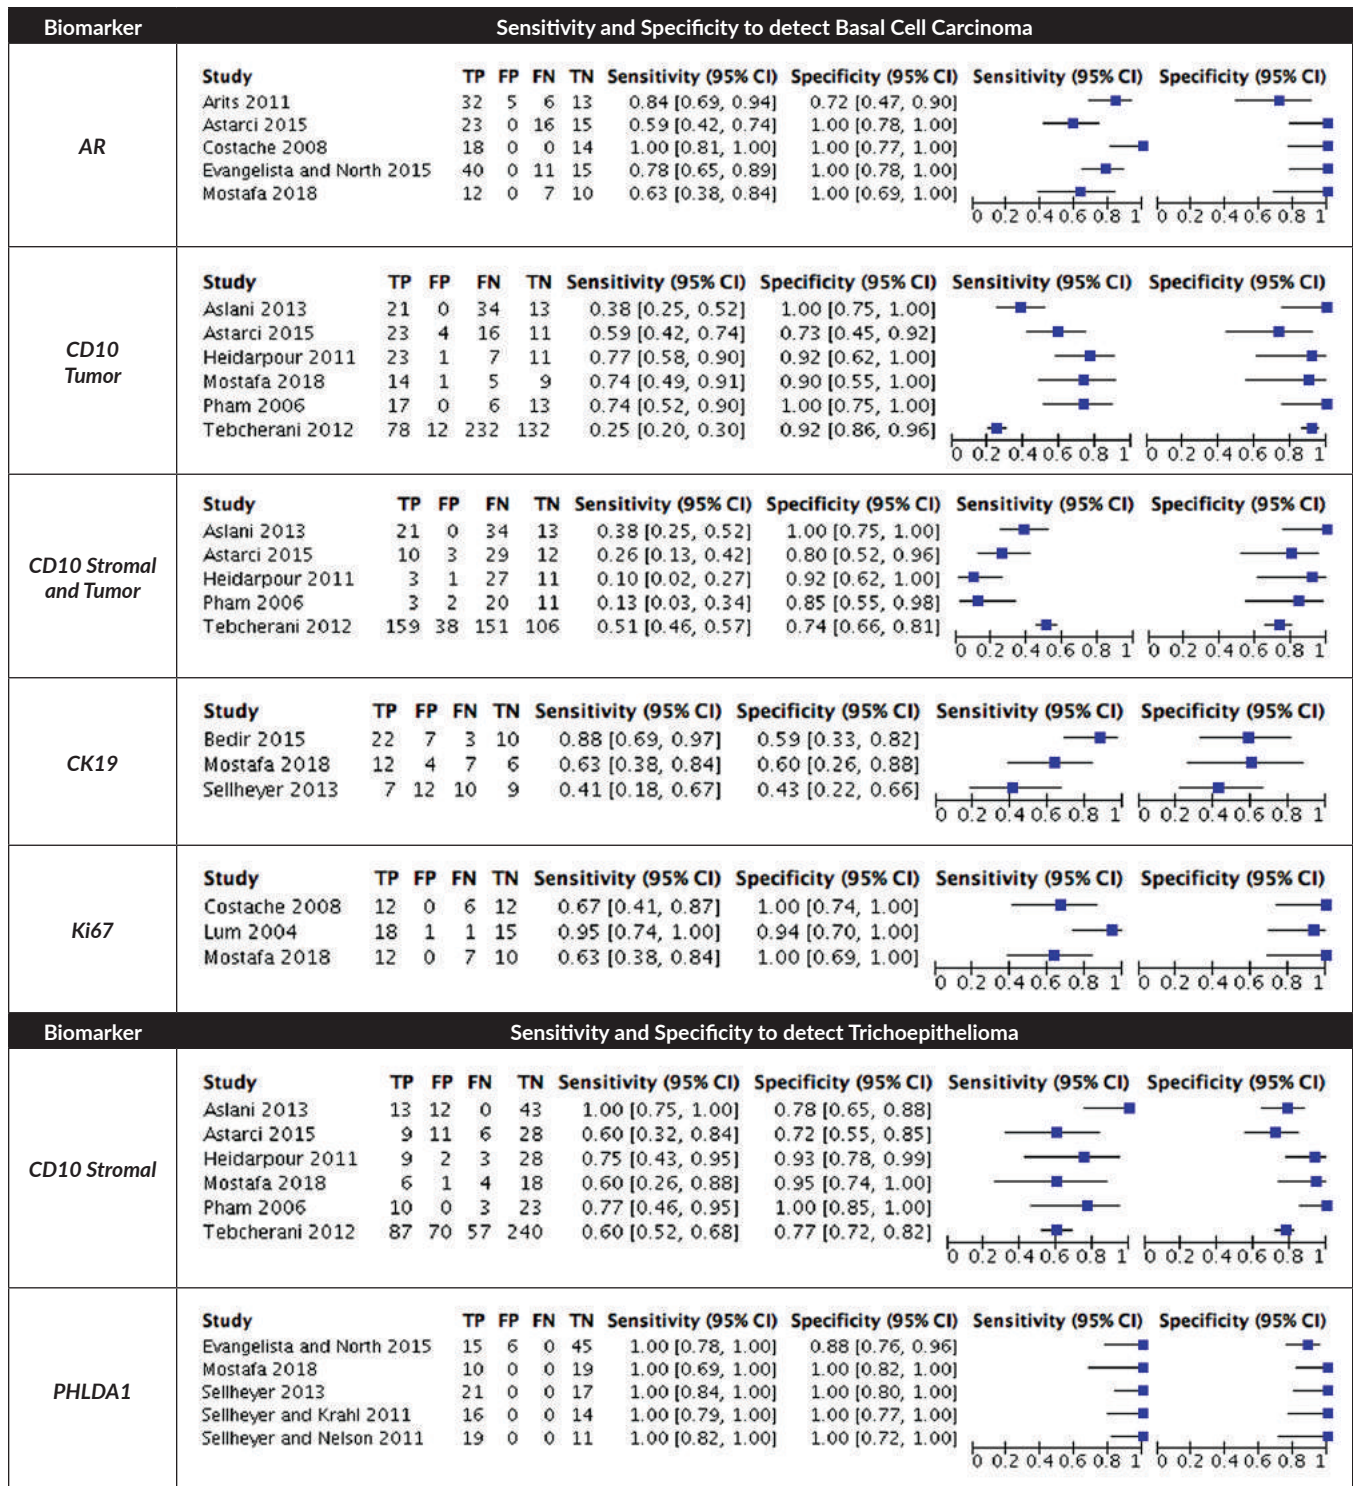 Biomarker Sensitivity and Specificity to detect Basal Cell Carcinoma
AR
Study TP FP FN TN Sensitivity (95% CI) Specificity (95% CI) Sensitivity (95% CI) Specificity (95% CI)
Arits 2011 32 5 6 13 0.84 [0.69, 0.94] 0.72 [0.47, 0.90]
Astarci 2015 23 0 16 15 0.59 [0.42, 0.74] 1.00 [0.78, 1.00]
Costache 2008 18 0 0 14 1.00 [0.81, 1.00] 1.00 [0.77, 1.00]
Evangelista and North 2015 40 0 11 15 0.78 [0.65, 0.89] 1.00 [0.78, 1.00]
Mostafa 2018 12 0 7 10 0.63 [0.38, 0.84] 1.00 [0.69, 1.00]
0 0.2 0.4 0.6 0.8 1 0 0.2 0.4 0.6 0.8 1
CD10
Tumor
Study TP FP FN TN Sensitivity (95% CI) Specificity (95% CI) Sensitivity (95% CI) Specificity (95% CI)
Aslani 2013 21 0 34 13 0.38 [0.25, 0.52] 1.00 [0.75, 1.00]
Astarci 2015 23 4 16 11 0.59 [0.42, 0.74] 0.73 [0.45, 0.92]
Heidarpour 2011 23 1 7 11 0.77 [0.58, 0.90] 0.92 [0.62, 1.00]
Mostafa 2018 14 1 5 9 0.74 [0.49, 0.91] 0.90 [0.55, 1.00]
Pham 2006 17 0 6 13 0.74 [0.52, 0.90] 1.00 [0.75, 1.00]
Tebcherani 2012 78 12 232 132 0.25 [0.20, 0.30] 0.92 [0.86, 0.96]
0 0.2 0.4 0.6 0.8 1 0 0.2 0.4 0.6 0.8 1
CD10 Stromal
and Tumor
Study TP FP FN TN Sensitivity (95% CI) Specificity (95% CI) Sensitivity (95% CI) Specificity (95% CI)
Aslani 2013 21 0 34 13 0.38 [0.25, 0.52] 1.00 [0.75, 1.00]
Astarci 2015 10 3 29 12 0.26 [0.13, 0.42] 0.80 [0.52, 0.96]
Heidarpour 2011 3 1 27 11 0.10 [0.02, 0.27] 0.92 [0.62, 1.00]
Pham 2006 3 2 20 11 0.13 [0.03, 0.34] 0.85 [0.55, 0.98]
Tebcherani 2012 159 38 151 106 0.51 [0.46, 0.57] 0.74 [0.66, 0.81]
0 0.2 0.4 0.6 0.8 1 0 0.2 0.4 0.6 0.8 1
CK19
Study TP FP FN TN Sensitivity (95% CI) Specificity (95% CI) Sensitivity (95% CI) Specificity (95% CI)
Bedir 2015 22 7 3 10 0.88 [0.69, 0.97] 0.59 [0.33, 0.82]
Mostafa 2018 12 4 7 6 0.63 [0.38, 0.84] 0.60 [0.26, 0.88]
Sellheyer 2013 7 12 10 9 0.41 [0.18, 0.67] 0.43 [0.22, 0.66]
0 0.2 0.4 0.6 0.8 1 0 0.2 0.4 0.6 0.8 1
Ki67
Study TP FP FN TN Sensitivity (95% CI) Specificity (95% CI) Sensitivity (95% CI) Specificity (95% CI)
Costache 2008 12 0 6 12 0.67 [0.41, 0.87] 1.00 [0.74, 1.00]
Lum 2004 18 1 1 15 0.95 [0.74, 1.00] 0.94 [0.70, 1.00]
Mostafa 2018 12 0 7 10 0.63 [0.38, 0.84] 1.00 [0.69, 1.00]
0 0.2 0.4 0.6 0.8 1 0 0.2 0.4 0.6 0.8 1
Biomarker Sensitivity and Specificity to detect Trichoepithelioma
CD10 Stromal
Study TP FP FN TN Sensitivity (95% CI) Specificity (95% CI) Sensitivity (95% CI) Specificity (95% CI)
Aslani 2013 13 12 0 43 1.00 [0.75, 1.00] 0.78 [0.65, 0.88]
Astarci 2015 9 11 6 28 0.60 [0.32, 0.84] 0.72 [0.55, 0.85]
Heidarpour 2011 9 2 3 28 0.75 [0.43, 0.95] 0.93 [0.78, 0.99]
Mostafa 2018 6 1 4 18 0.60 [0.26, 0.88] 0.95 [0.74, 1.00]
Pham 2006 10 0 3 23 0.77 [0.46, 0.95] 1.00 [0.85, 1.00]
Tebcherani 2012 87 70 57 240 0.60 [0.52, 0.68] 0.77 [0.72, 0.82]
0 0.2 0.4 0.6 0.8 1 0 0.2 0.4 0.6 0.8 1
PHLDA1
Study TP FP FN TN Sensitivity (95% CI) Specificity (95% CI) Sensitivity (95% CI) Specificity (95% CI)
Evangelista and North 2015 15 6 0 45 1.00 [0.78, 1.00] 0.88 [0.76, 0.96]
Mostafa 2018 10 0 0 19 1.00 [0.69, 1.00] 1.00 [0.82, 1.00]
Sellheyer 2013 21 0 0 17 1.00 [0.84, 1.00] 1.00 [0.80, 1.00]
Sellheyer and Krahl 2011 16 0 0 14 1.00 [0.79, 1.00] 1.00 [0.77, 1.00]
Sellheyer and Nelson 2011 19 0 0 11 1.00 [0.82, 1.00] 1.00 [0.72, 1.00]
0 0.2 0.4 0.6 0.8 1 0 0.2 0.4 0.6 0.8 1